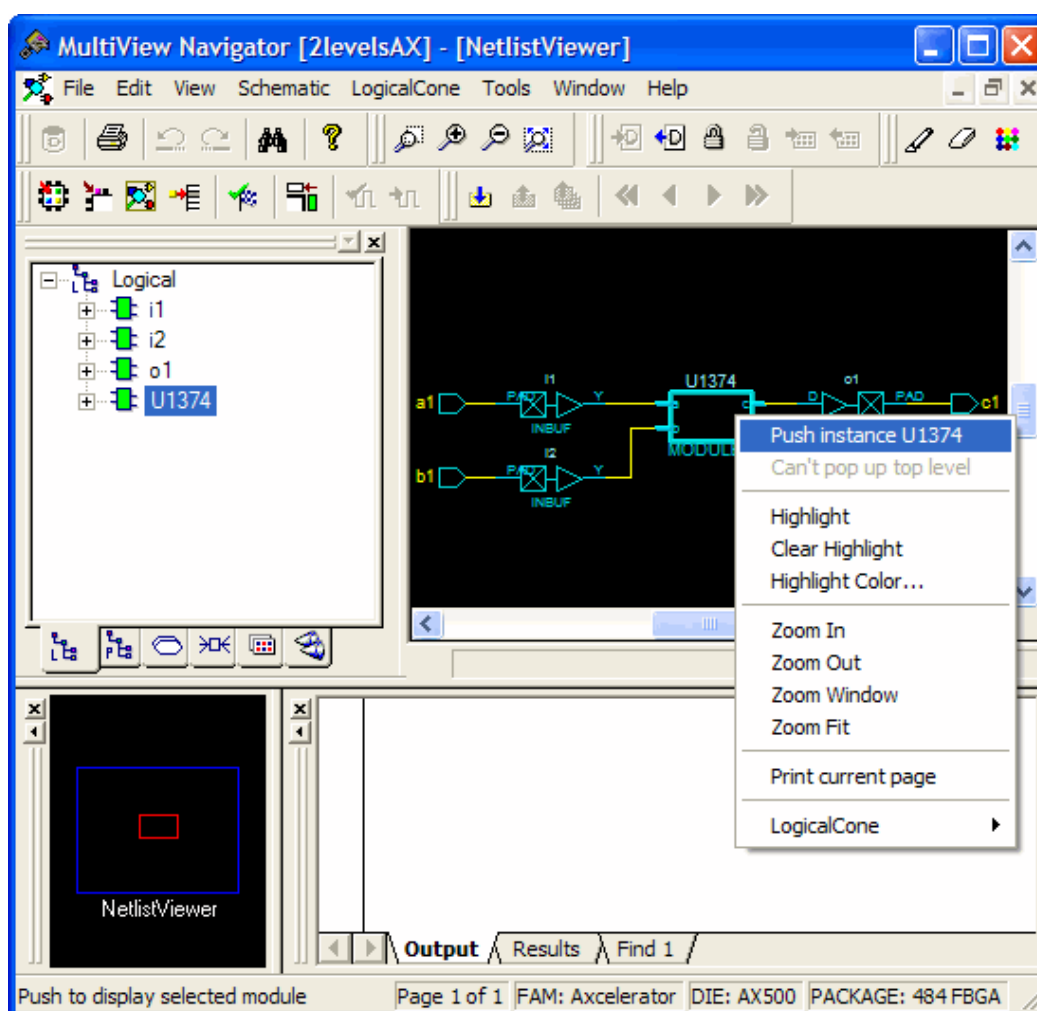 MultiView Navigator [2levelsAX] - [NetlistViewer]
File Edit View Schematic LogicalCone Tools Window Help
Logical
i1
i2
o1
U1374
I1 U1374 o1
a1 PAD Y a c D PAD c1
INBUF
I2
b1 PAD Y
INBUF
Push instance U1374
Can't pop up top level
Highlight
Clear Highlight
Highlight Color...
Zoom In
Zoom Out
Zoom Window
Zoom Fit
Print current page
LogicalCone
NetlistViewer
Output Results Find 1
Push to display selected module Page 1 of 1 FAM: Axcelerator DIE: AX500 PACKAGE: 484 FBGA